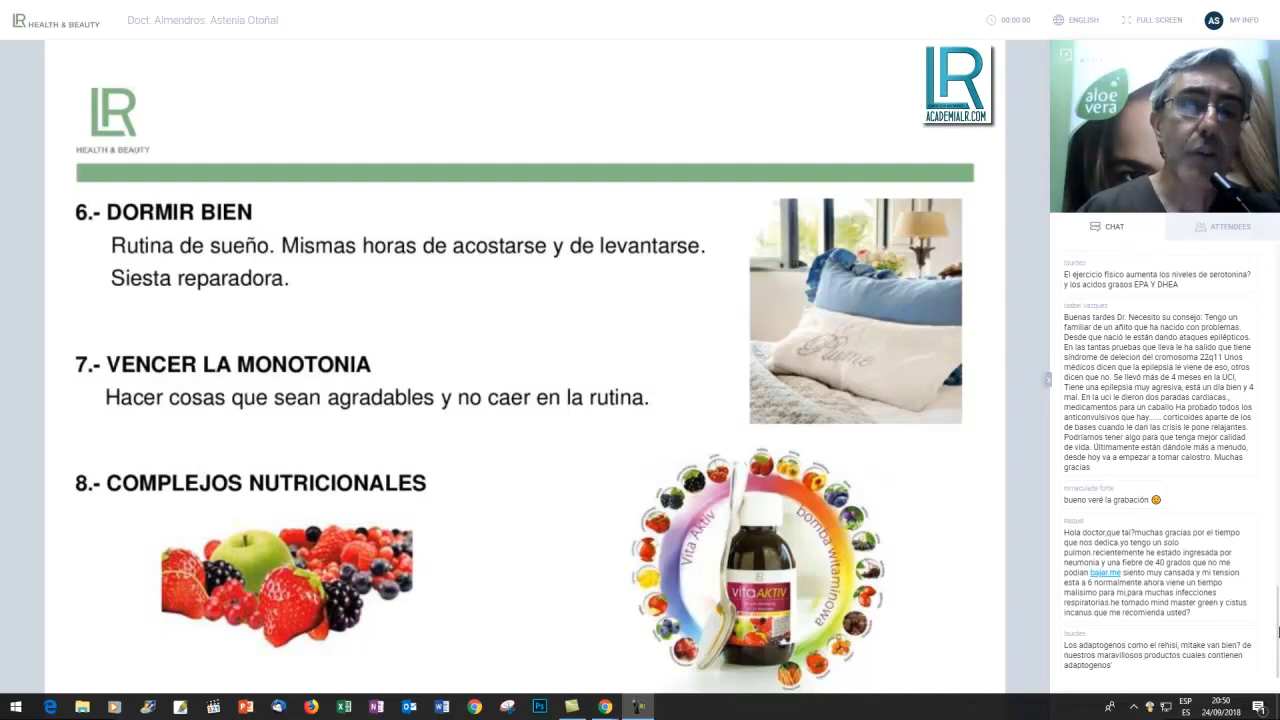 LR HEALTH & BEAUTY
Doct. Almendros. Astenia Otoñal
00:00:00
ENGLISH
FULL SCREEN
AS
MY INFO
LR
HEALTH & BEAUTY
LR
ACADEMIALR.COM
6.- DORMIR BIEN
Rutina de sueño. Mismas horas de acostarse y de levantarse.
Siesta reparadora.
7.- VENCER LA MONOTONIA
Hacer cosas que sean agradables y no caer en la rutina.
8.- COMPLEJOS NUTRICIONALES
Vita Aktiv
bomba witaminowa
LR
vitaAKTIV
aloe
vera
CHAT
ATTENDEES
lourdes
El ejercicio físico aumenta los niveles de serotonina?
y los acidos grasos EPA Y DHEA
isabel vazquez
Buenas tardes Dr. Necesito su consejo: Tengo un
familiar de un añito que ha nacido con problemas.
Desde que nació le están dando ataques epilépticos.
En las tantas pruebas que lleva le ha salido que tiene
síndrome de delecion del cromosoma 22q11 Unos
médicos dicen que la epilepsia le viene de eso, otros
dicen que no. Se llevó más de 4 meses en la UCI,
Tiene una epilepsia muy agresiva, está un día bien y 4
mal. En la uci le dieron dos paradas cardiacas.,
medicamentos para un caballo Ha probado todos los
anticonvulsivos que hay...... corticoides aparte de los
de bases cuando le dan las crisis le pone relajantes.
Podríamos tener algo para que tenga mejor calidad
de vida. Últimamente están dándole más a menudo,
desde hoy va a empezar a tomar calostro. Muchas
gracias
Inmaculada forte
bueno veré la grabación
Raquel
Hola doctor,que tal?muchas gracias por el tiempo
que nos dedica.yo tengo un solo
pulmon.recientemente he estado ingresada por
neumonia y una fiebre de 40 grados que no me
podian bajar.me siento muy cansada y mi tension
esta a 6 normalmente.ahora viene un tiempo
malisimo para mi,para muchas infecciones
respiratorias.he tomado mind master green y cistus
incanus.que me recomienda usted?
lourdes
Los adaptogenos como el rehisi, mitake van bien? de
nuestros maravillosos productos cuales contienen
adaptogenos'
ESP
ES
20:50
24/09/2018